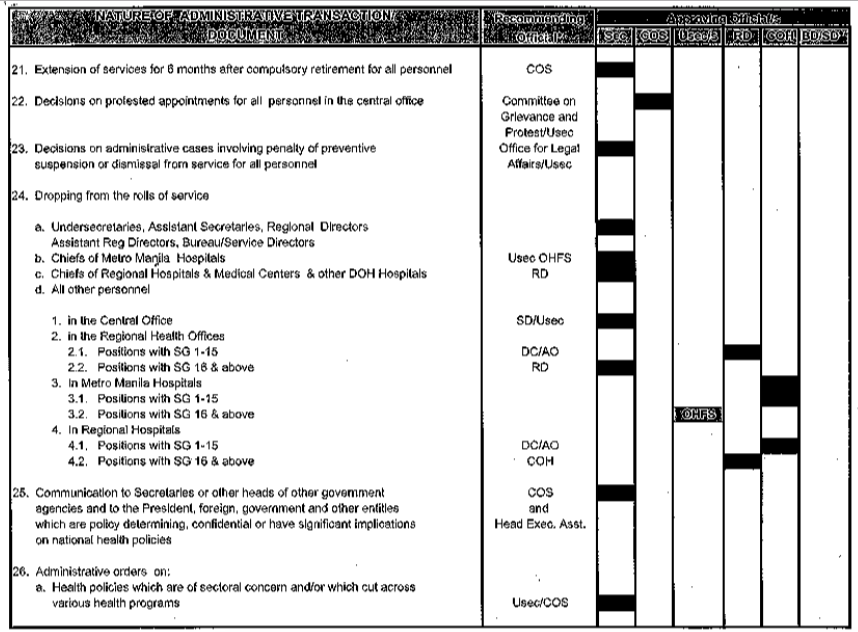 NATURE OF ADMINISTRATIVE TRANSACTION/ Recommending Approving Official/s
DOCUMENT Official/s SEC COS Usec/s RD COH BD/SD*
21. Extension of services for 6 months after compulsory retirement for all personnel COS
22. Decisions on protested appointments for all personnel in the central office Committee on
Grievance and
Protest/Usec
23. Decisions on administrative cases involving penalty of preventive Office for Legal
suspension or dismissal from service for all personnel Affairs/Usec
24. Dropping from the rolls of service
a. Undersecretaries, Assistant Secretaries, Regional Directors
Assistant Reg Directors, Bureau/Service Directors
b. Chiefs of Metro Manila Hospitals Usec OHFS
c. Chiefs of Regional Hospitals & Medical Centers & other DOH Hospitals RD
d. All other personnel
1. in the Central Office SD/Usec
2. in the Regional Health Offices
2.1. Positions with SG 1-15 DC/AO
2.2. Positions with SG 16 & above RD
3. In Metro Manila Hospitals
3.1. Positions with SG 1-15
3.2. Positions with SG 16 & above OHFS
4. In Regional Hospitals
4.1. Positions with SG 1-15 DC/AO
4.2. Positions with SG 16 & above COH
25. Communication to Secretaries or other heads of other government COS
agencies and to the President, foreign, government and other entities and
which are policy determining, confidential or have significant implications Head Exec. Asst.
on national health policies
26. Administrative orders on:
a. Health policies which are of sectoral concern and/or which cut across
various health programs Usec/COS